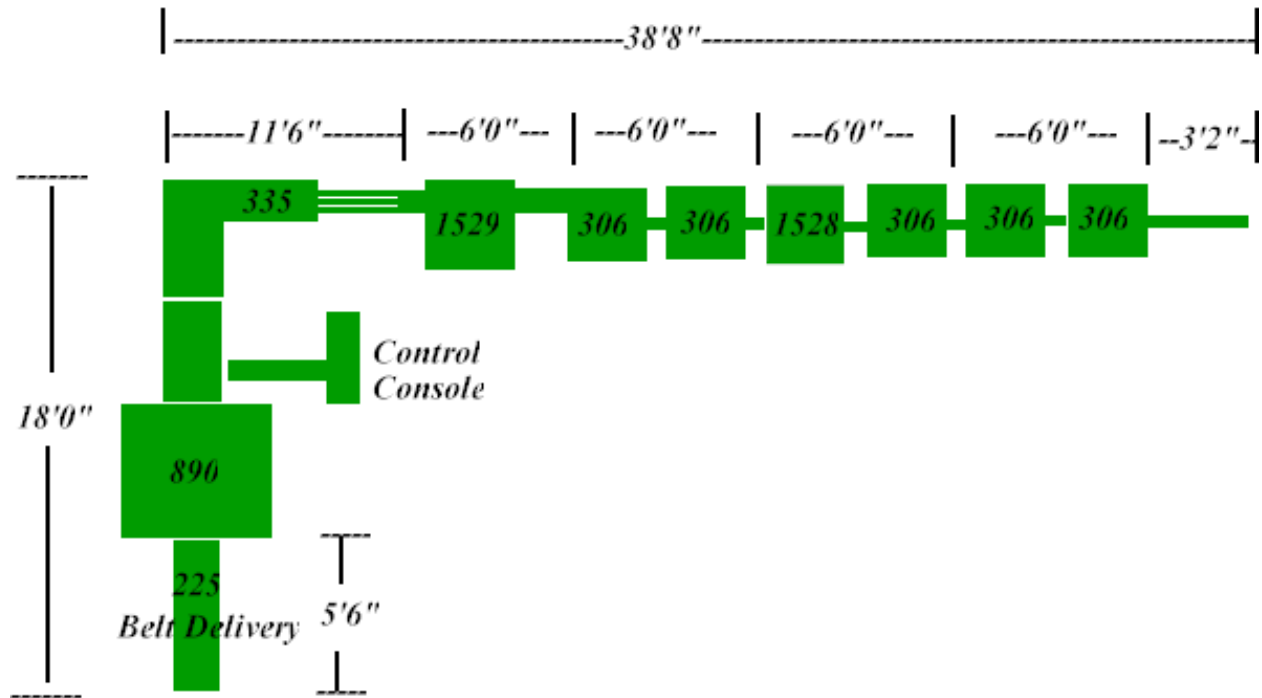 38'8"
11'6" 6'0" 6'0" 6'0" 6'0" 3'2"
335 1529 306 306 1528 306 306 306
Control
Console
18'0"
890
225
5'6"
Belt Delivery